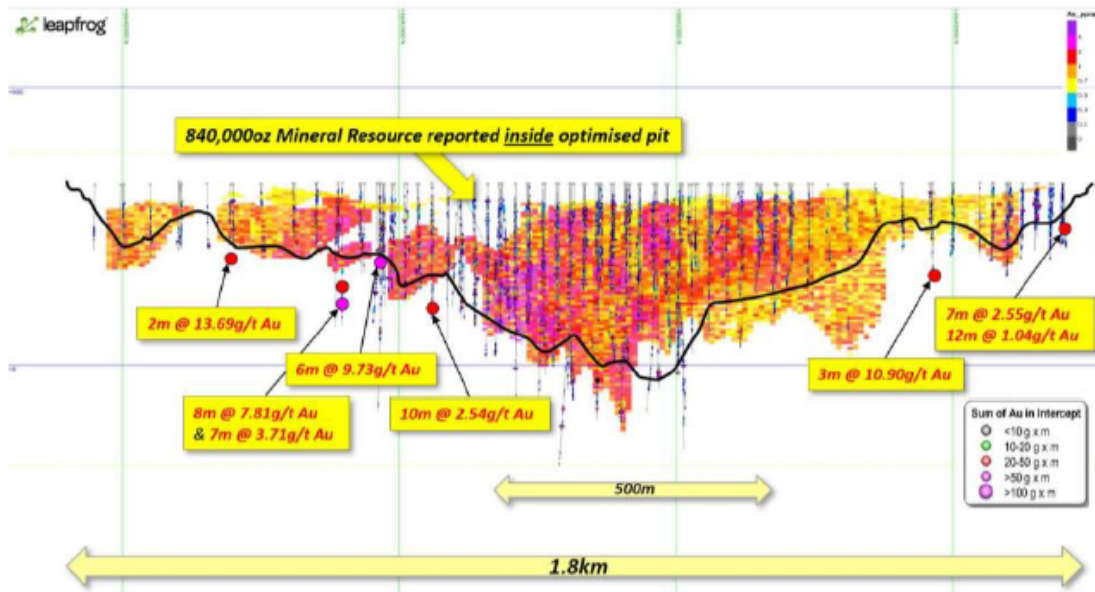 leapfrog
840,000oz Mineral Resource reported inside optimised pit
2m @ 13.69g/t Au
6m @ 9.73g/t Au
8m @ 7.81g/t Au
& 7m @ 3.71g/t Au
10m @ 2.54g/t Au
3m @ 10.90g/t Au
7m @ 2.55g/t Au
12m @ 1.04g/t Au
Sum of Au in Intercept
<10 g x m
10-20 g x m
20-50 g x m
>50 g x m
>100 g x m
500m
1.8km